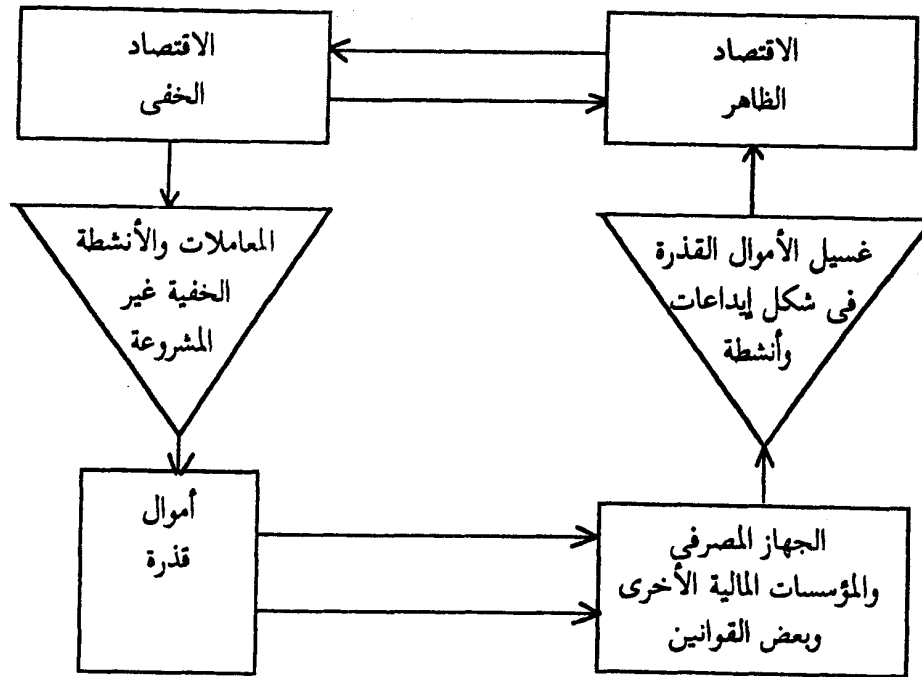 الاقتصاد
الظاهر
الاقتصاد
الخفى
المعاملات والأنشطة
الخفية غير
المشروعة
غسيل الأموال القذرة
فى شكل إيداعات
وأنشطة
أموال
قذرة
الجهاز المصرفى
والمؤسسات المالية الأخرى
وبعض القوانين